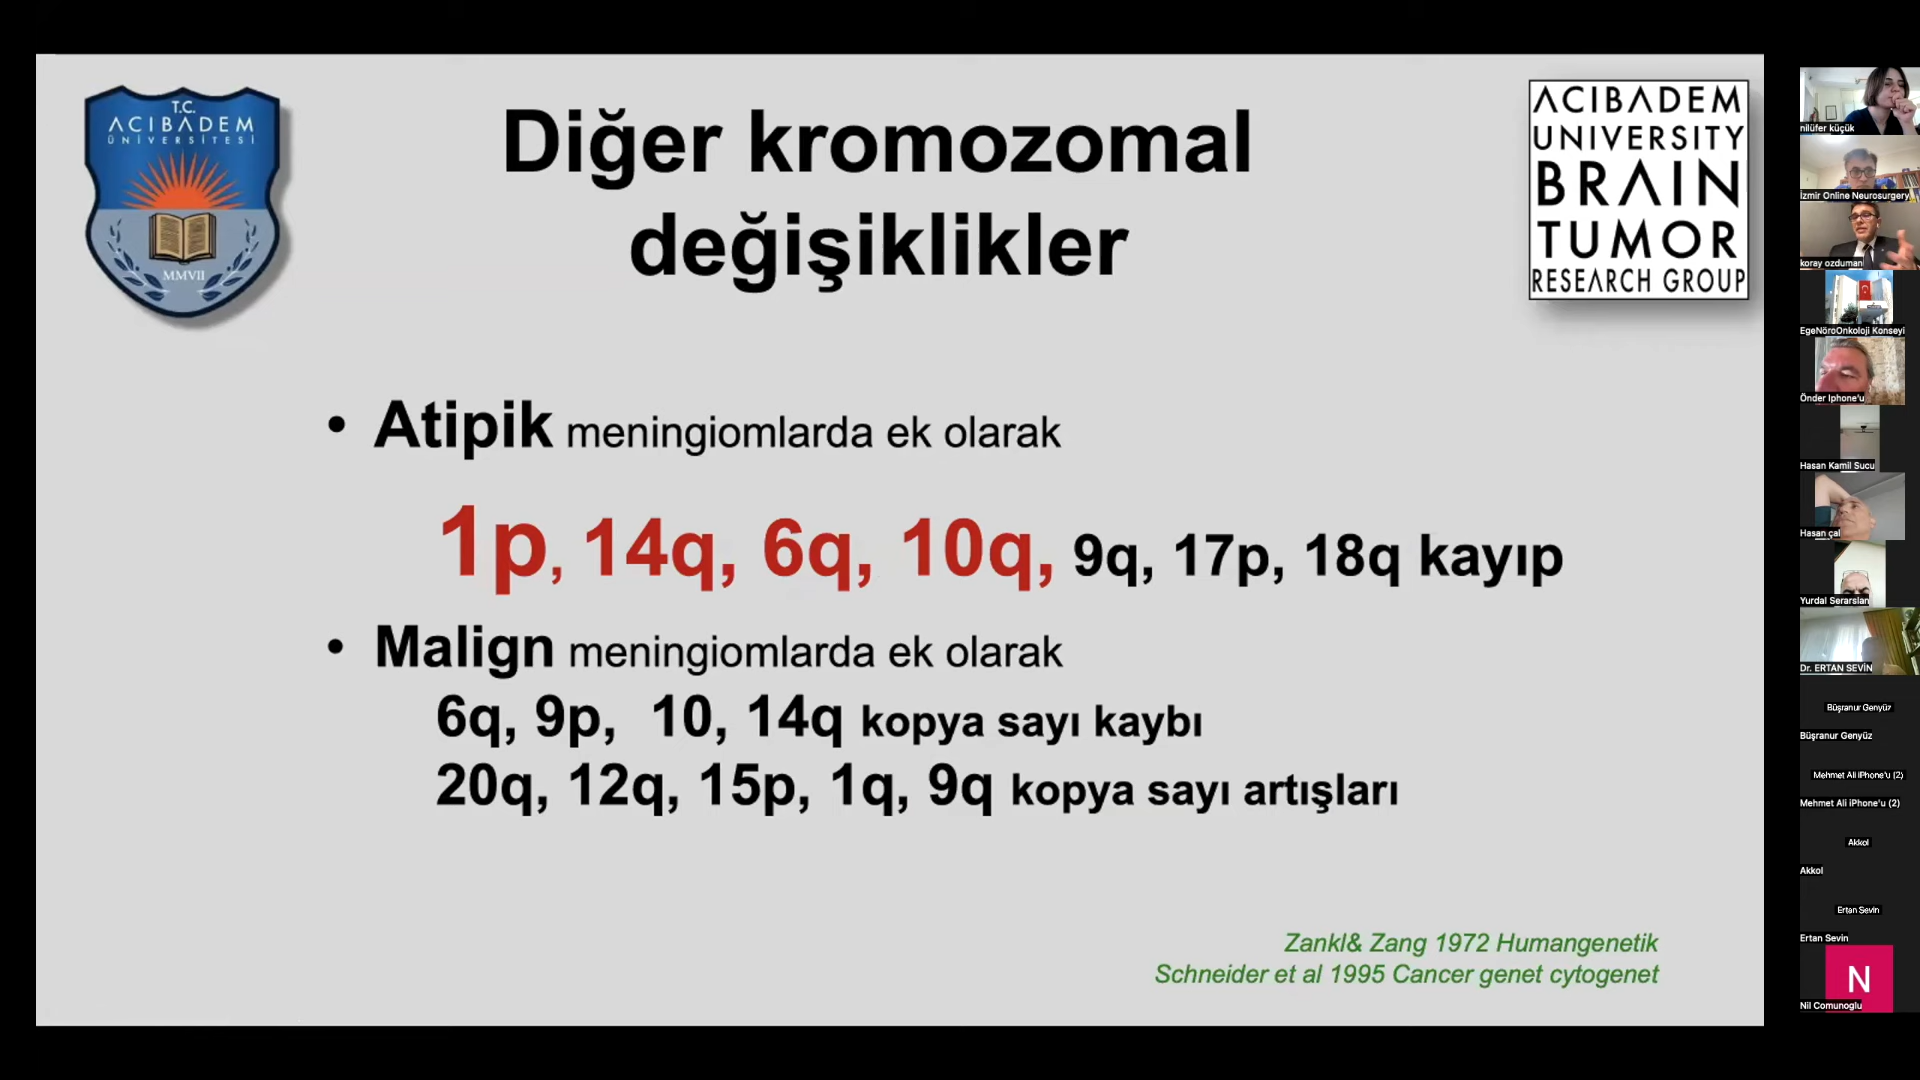 T.C.
ACIBADEM
ÜNİVERSİTESİ
MMVII
Diğer kromozomal
değişiklikler
ACIBADEM
UNIVERSITY
BRAIN
TUMOR
RESEARCH GROUP
• Atipik meningiomlarda ek olarak
1p, 14q, 6q, 10q, 9q, 17p, 18q kayıp
• Malign meningiomlarda ek olarak
6q, 9p, 10, 14q kopya sayı kaybı
20q, 12q, 15p, 1q, 9q kopya sayı artışları
Zankl& Zang 1972 Humangenetik
Schneider et al 1995 Cancer genet cytogenet
nilüfer küçük
İzmir Online Neurosurgery
koray ozduman
EgeNöroOnkoloji Konseyi
Önder Iphone'u
Hasan Kamil Sucu
Hasan çal
Yurdal Serarslan
Dr. ERTAN SEVİN
Büşranur Genyüz
Büşranur Genyüz
Mehmet Ali iPhone'u (2)
Mehmet Ali iPhone'u (2)
Akkol
Akkol
Ertan Sevin
Ertan Sevin
N
Nil Comunoglu